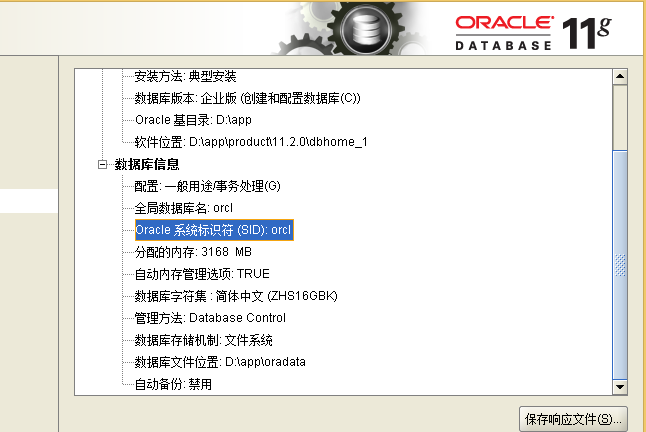 ORACLE
DATABASE 11g
安装方法: 典型安装
数据库版本: 企业版 (创建和配置数据库(C))
Oracle 基目录: D:\app
软件位置: D:\app\product\11.2.0\dbhome_1
数据库信息
配置: 一般用途/事务处理(G)
全局数据库名: orcl
Oracle 系统标识符 (SID): orcl
分配的内存: 3168 MB
自动内存管理选项: TRUE
数据库字符集 : 简体中文 (ZHS16GBK)
管理方法: Database Control
数据库存储机制: 文件系统
数据库文件位置: D:\app\oradata
自动备份: 禁用
保存响应文件(S)...